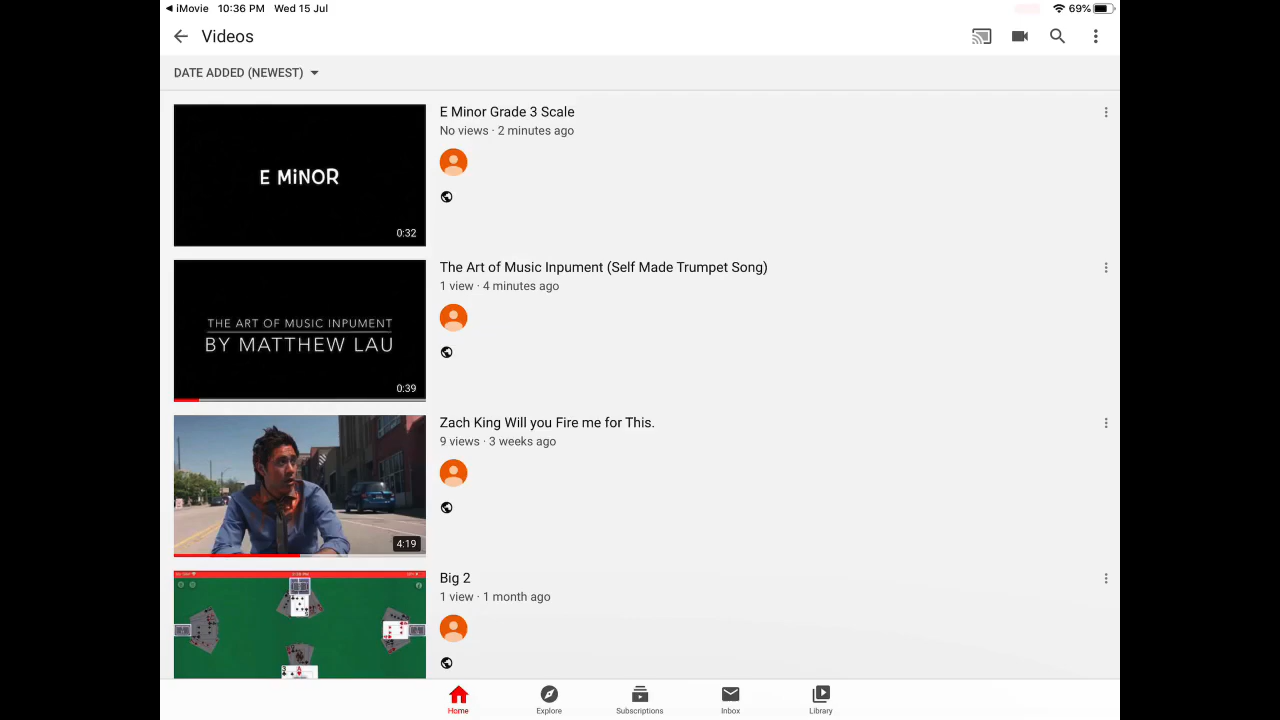 iMovie 10:36 PM Wed 15 Jul 69%
Videos
DATE ADDED (NEWEST)
E MiNOR
0:32
E Minor Grade 3 Scale
No views · 2 minutes ago
THE ART OF MUSIC INPUMENT
BY MATTHEW LAU
0:39
The Art of Music Inpument (Self Made Trumpet Song)
1 view · 4 minutes ago
4:19
Zach King Will you Fire me for This.
9 views · 3 weeks ago
Big 2
1 view · 1 month ago
Home Explore Subscriptions Inbox Library